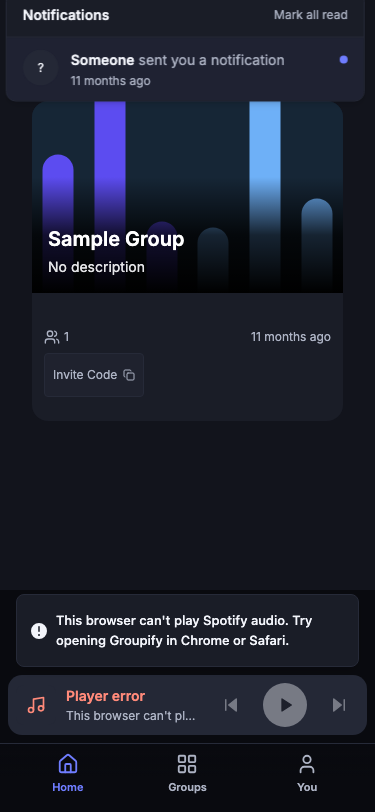 Notifications
Mark all read
?
Someone sent you a notification
11 months ago
Sample Group
No description
1
11 months ago
Invite Code
This browser can't play Spotify audio. Try
opening Groupify in Chrome or Safari.
Player error
This browser can't pl...
Home
Groups
You